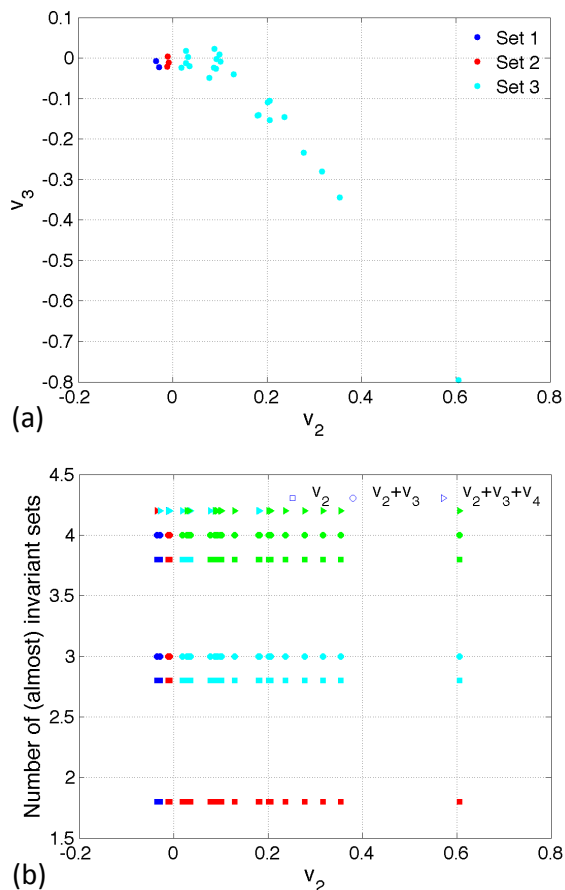 0.1
0
-0.1
-0.2
-0.3
-0.4
-0.5
-0.6
-0.7
-0.8
v3
Set 1
Set 2
Set 3
-0.2 0 0.2 0.4 0.6 0.8
v2
(a)
4.5
4
3.5
3
2.5
2
1.5
Number of (almost) invariant sets
v2 v2+v3 v2+v3+v4
-0.2 0 0.2 0.4 0.6 0.8
v2
(b)